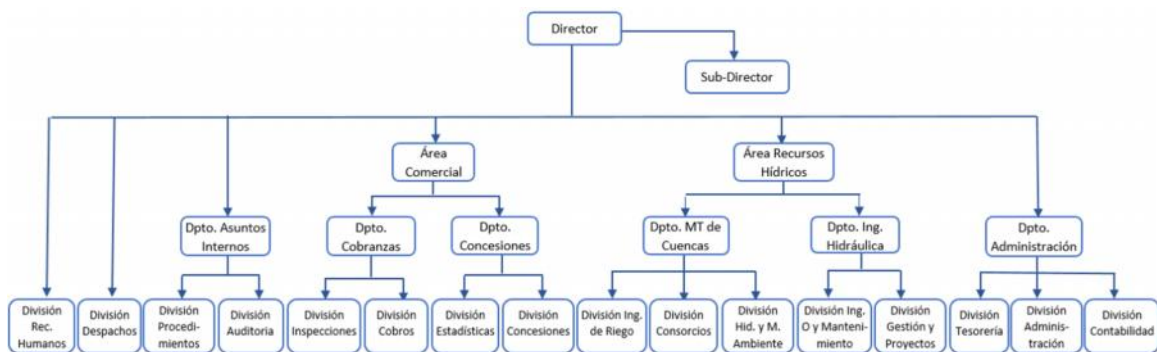 Director
Sub-Director
Área
Comercial
Área Recursos
Hídricos
Dpto. Asuntos
Internos
Dpto.
Cobranzas
Dpto.
Concesiones
Dpto. MT de
Cuencas
Dpto. Ing.
Hidráulica
Dpto.
Administración
División
Rec.
Humanos
División
Despachos
División
Procedi-
mientos
División
Auditoria
División
Inspecciones
División
Cobros
División
Estadísticas
División
Concesiones
División Ing.
de Riego
División
Consorcios
División
Hid. y M.
Ambiente
División Ing.
O y Manteni-
miento
División
Gestión y
Proyectos
División
Tesorería
División
Adminis-
tración
División
Contabilidad